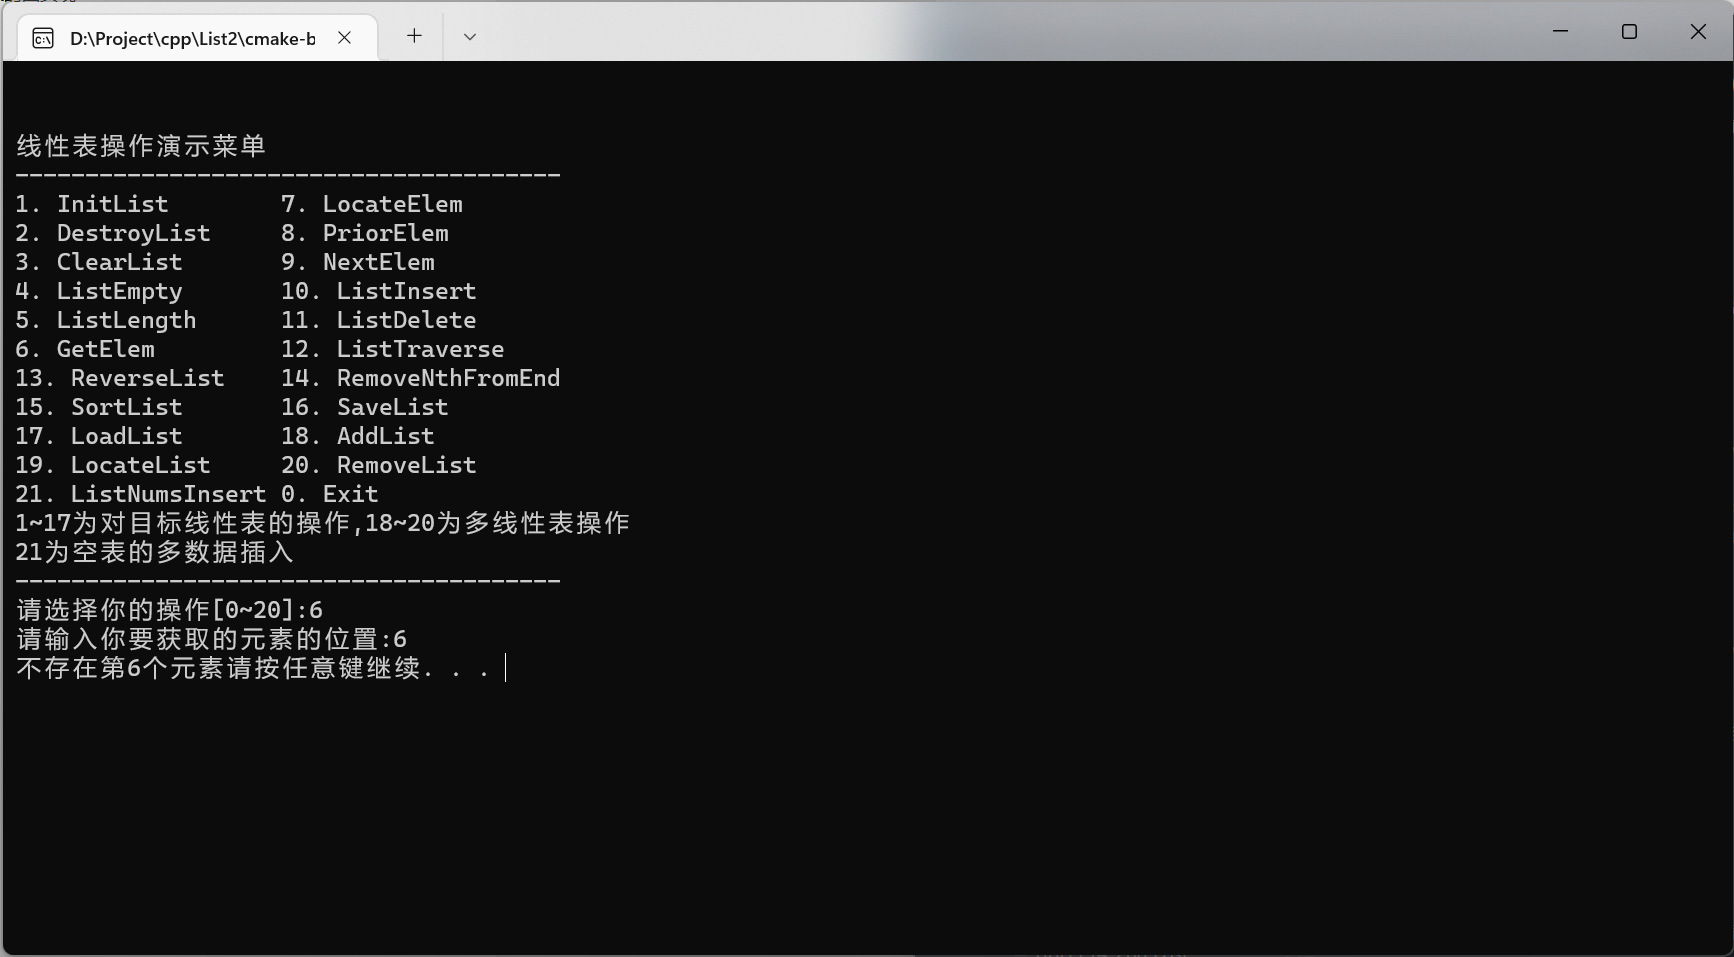 D:\Project\cpp\List2\cmake-b
线性表操作演示菜单
---------------------------------------
1. InitList        7. LocateElem
2. DestroyList     8. PriorElem
3. ClearList       9. NextElem
4. ListEmpty       10. ListInsert
5. ListLength      11. ListDelete
6. GetElem         12. ListTraverse
13. ReverseList    14. RemoveNthFromEnd
15. SortList       16. SaveList
17. LoadList       18. AddList
19. LocateList     20. RemoveList
21. ListNumsInsert 0. Exit
1~17为对目标线性表的操作,18~20为多线性表操作
21为空表的多数据插入
---------------------------------------
请选择你的操作[0~20]:6
请输入你要获取的元素的位置:6
不存在第6个元素请按任意键继续. . .